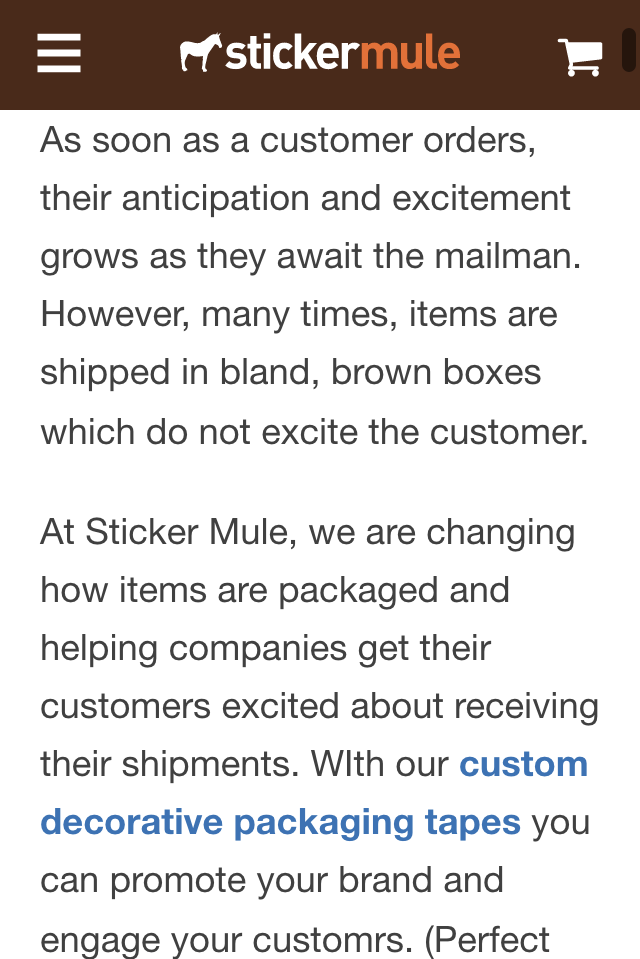 stickermule
As soon as a customer orders,
their anticipation and excitement
grows as they await the mailman.
However, many times, items are
shipped in bland, brown boxes
which do not excite the customer.
At Sticker Mule, we are changing
how items are packaged and
helping companies get their
customers excited about receiving
their shipments. WIth our custom
decorative packaging tapes you
can promote your brand and
engage your customrs. (Perfect